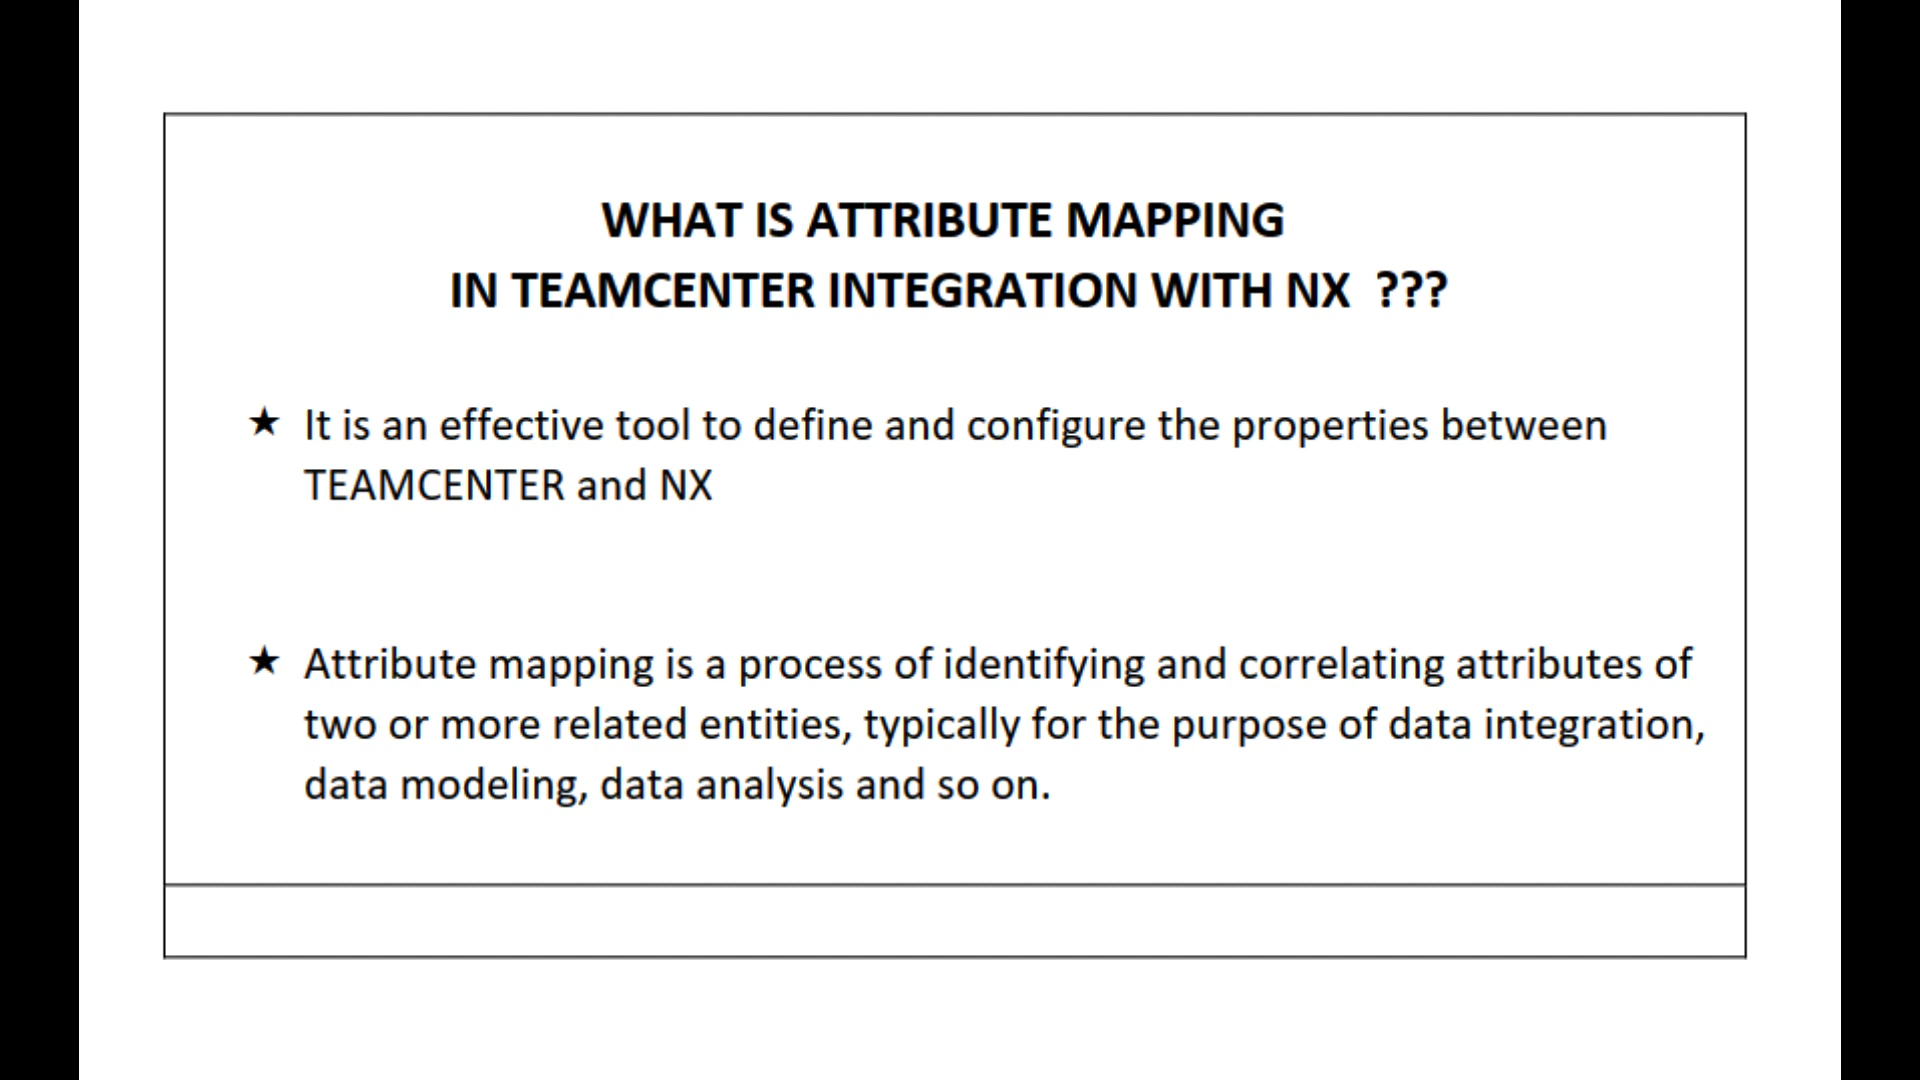 WHAT IS ATTRIBUTE MAPPING
IN TEAMCENTER INTEGRATION WITH NX ???
★ It is an effective tool to define and configure the properties between
TEAMCENTER and NX
★ Attribute mapping is a process of identifying and correlating attributes of
two or more related entities, typically for the purpose of data integration,
data modeling, data analysis and so on.